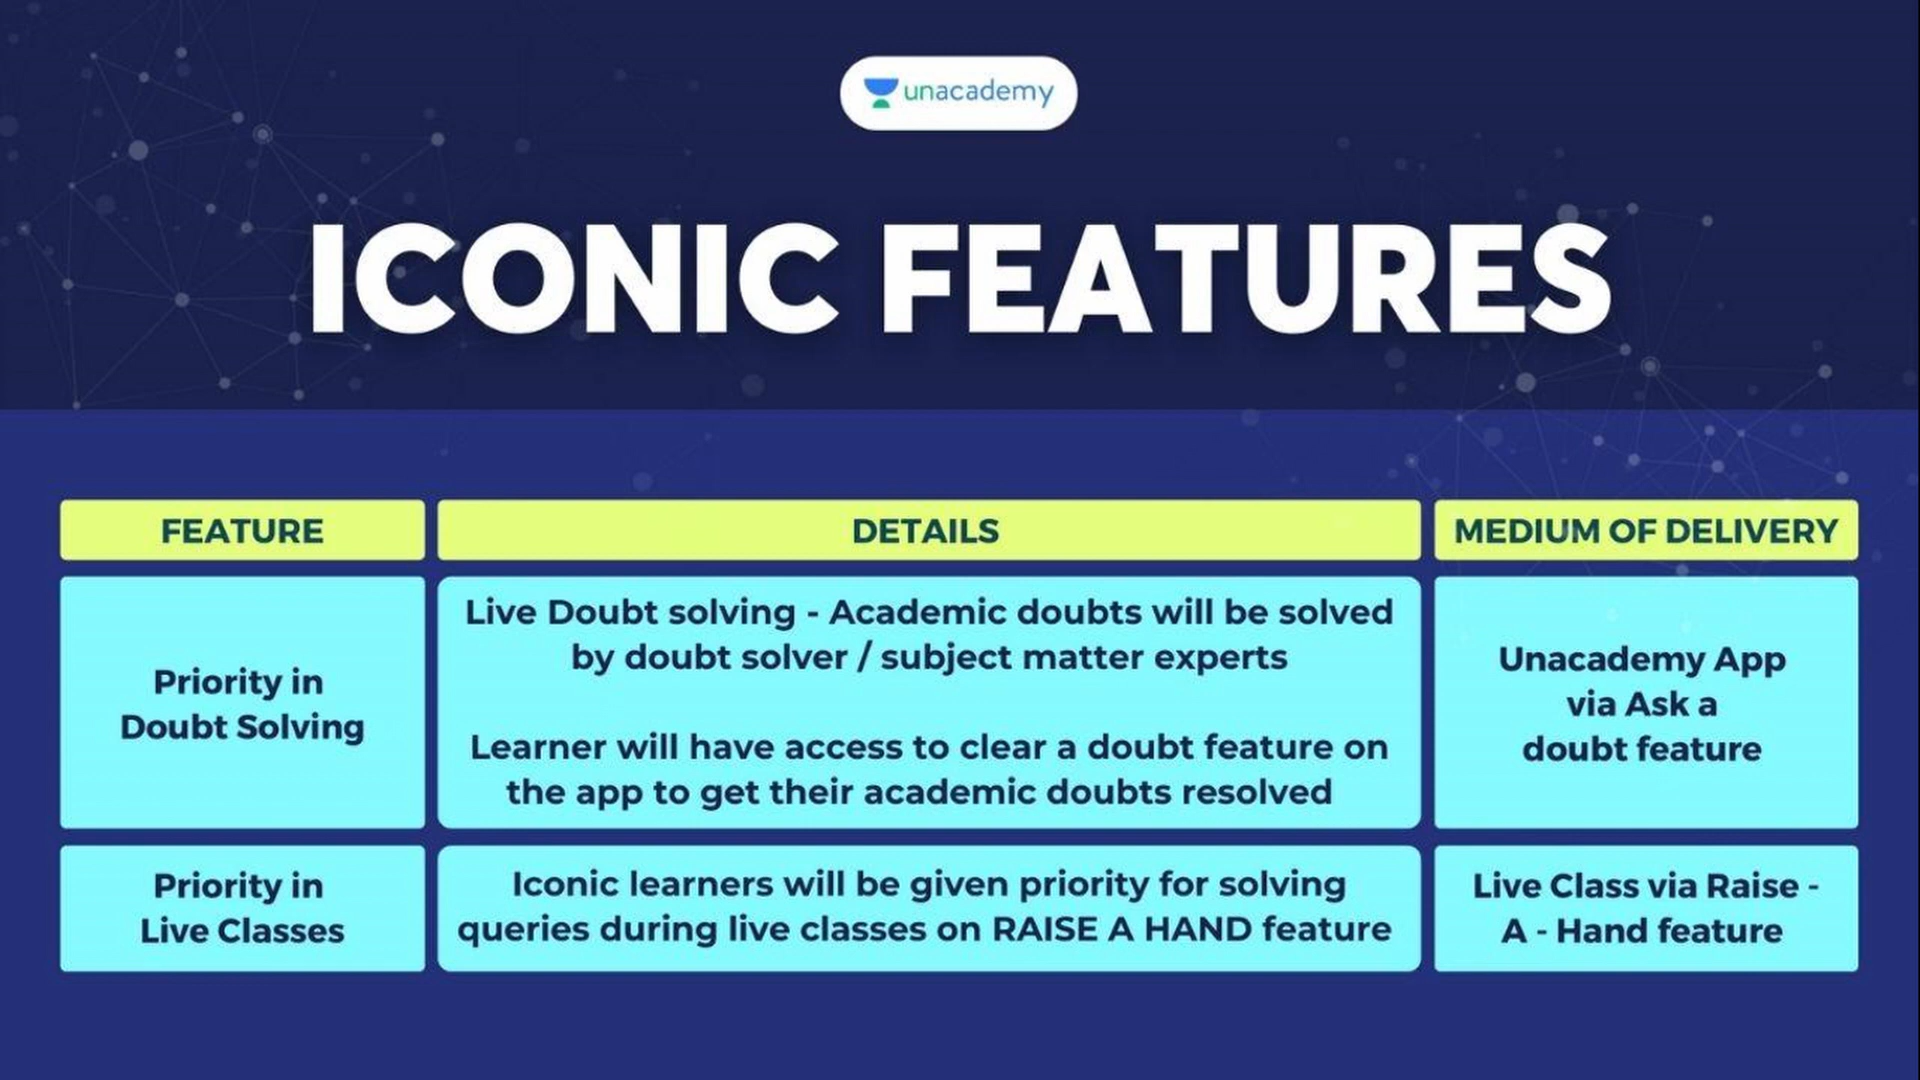 unacademy
ICONIC FEATURES
FEATURE
DETAILS
MEDIUM OF DELIVERY
Priority in
Doubt Solving
Live Doubt solving - Academic doubts will be solved
by doubt solver / subject matter experts
Learner will have access to clear a doubt feature on
the app to get their academic doubts resolved
Unacademy App
via Ask a
doubt feature
Priority in
Live Classes
Iconic learners will be given priority for solving
queries during live classes on RAISE A HAND feature
Live Class via Raise -
A - Hand feature